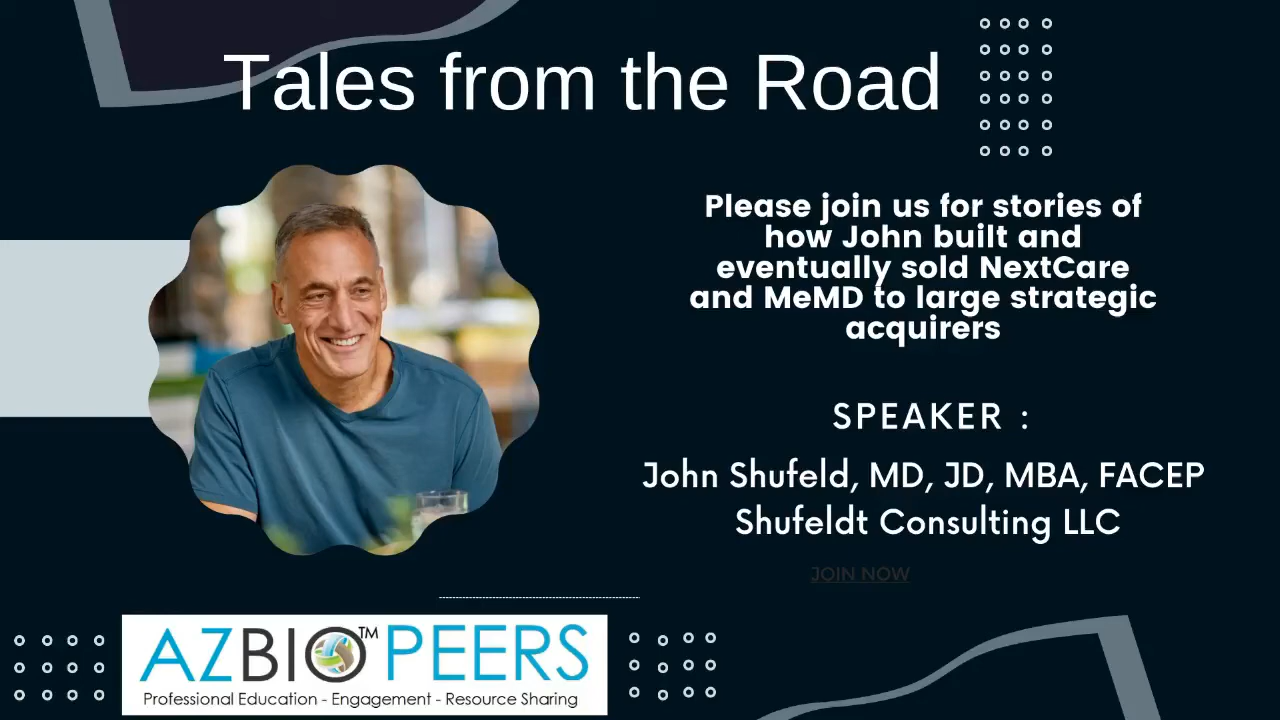 Tales from the Road
Please join us for stories of
how John built and
eventually sold NextCare
and MeMD to large strategic
acquirers
SPEAKER :
John Shufeld, MD, JD, MBA, FACEP
Shufeldt Consulting LLC
JOIN NOW
AZBIO™ PEERS
Professional Education - Engagement - Resource Sharing